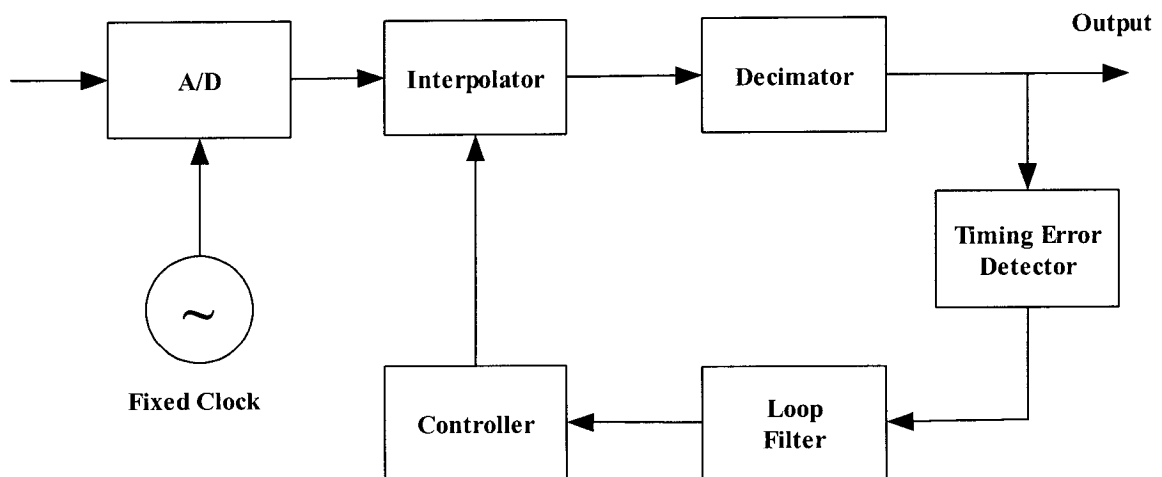 Output
A/D
Interpolator
Decimator
Timing Error
Detector
~
Fixed Clock
Controller
Loop
Filter